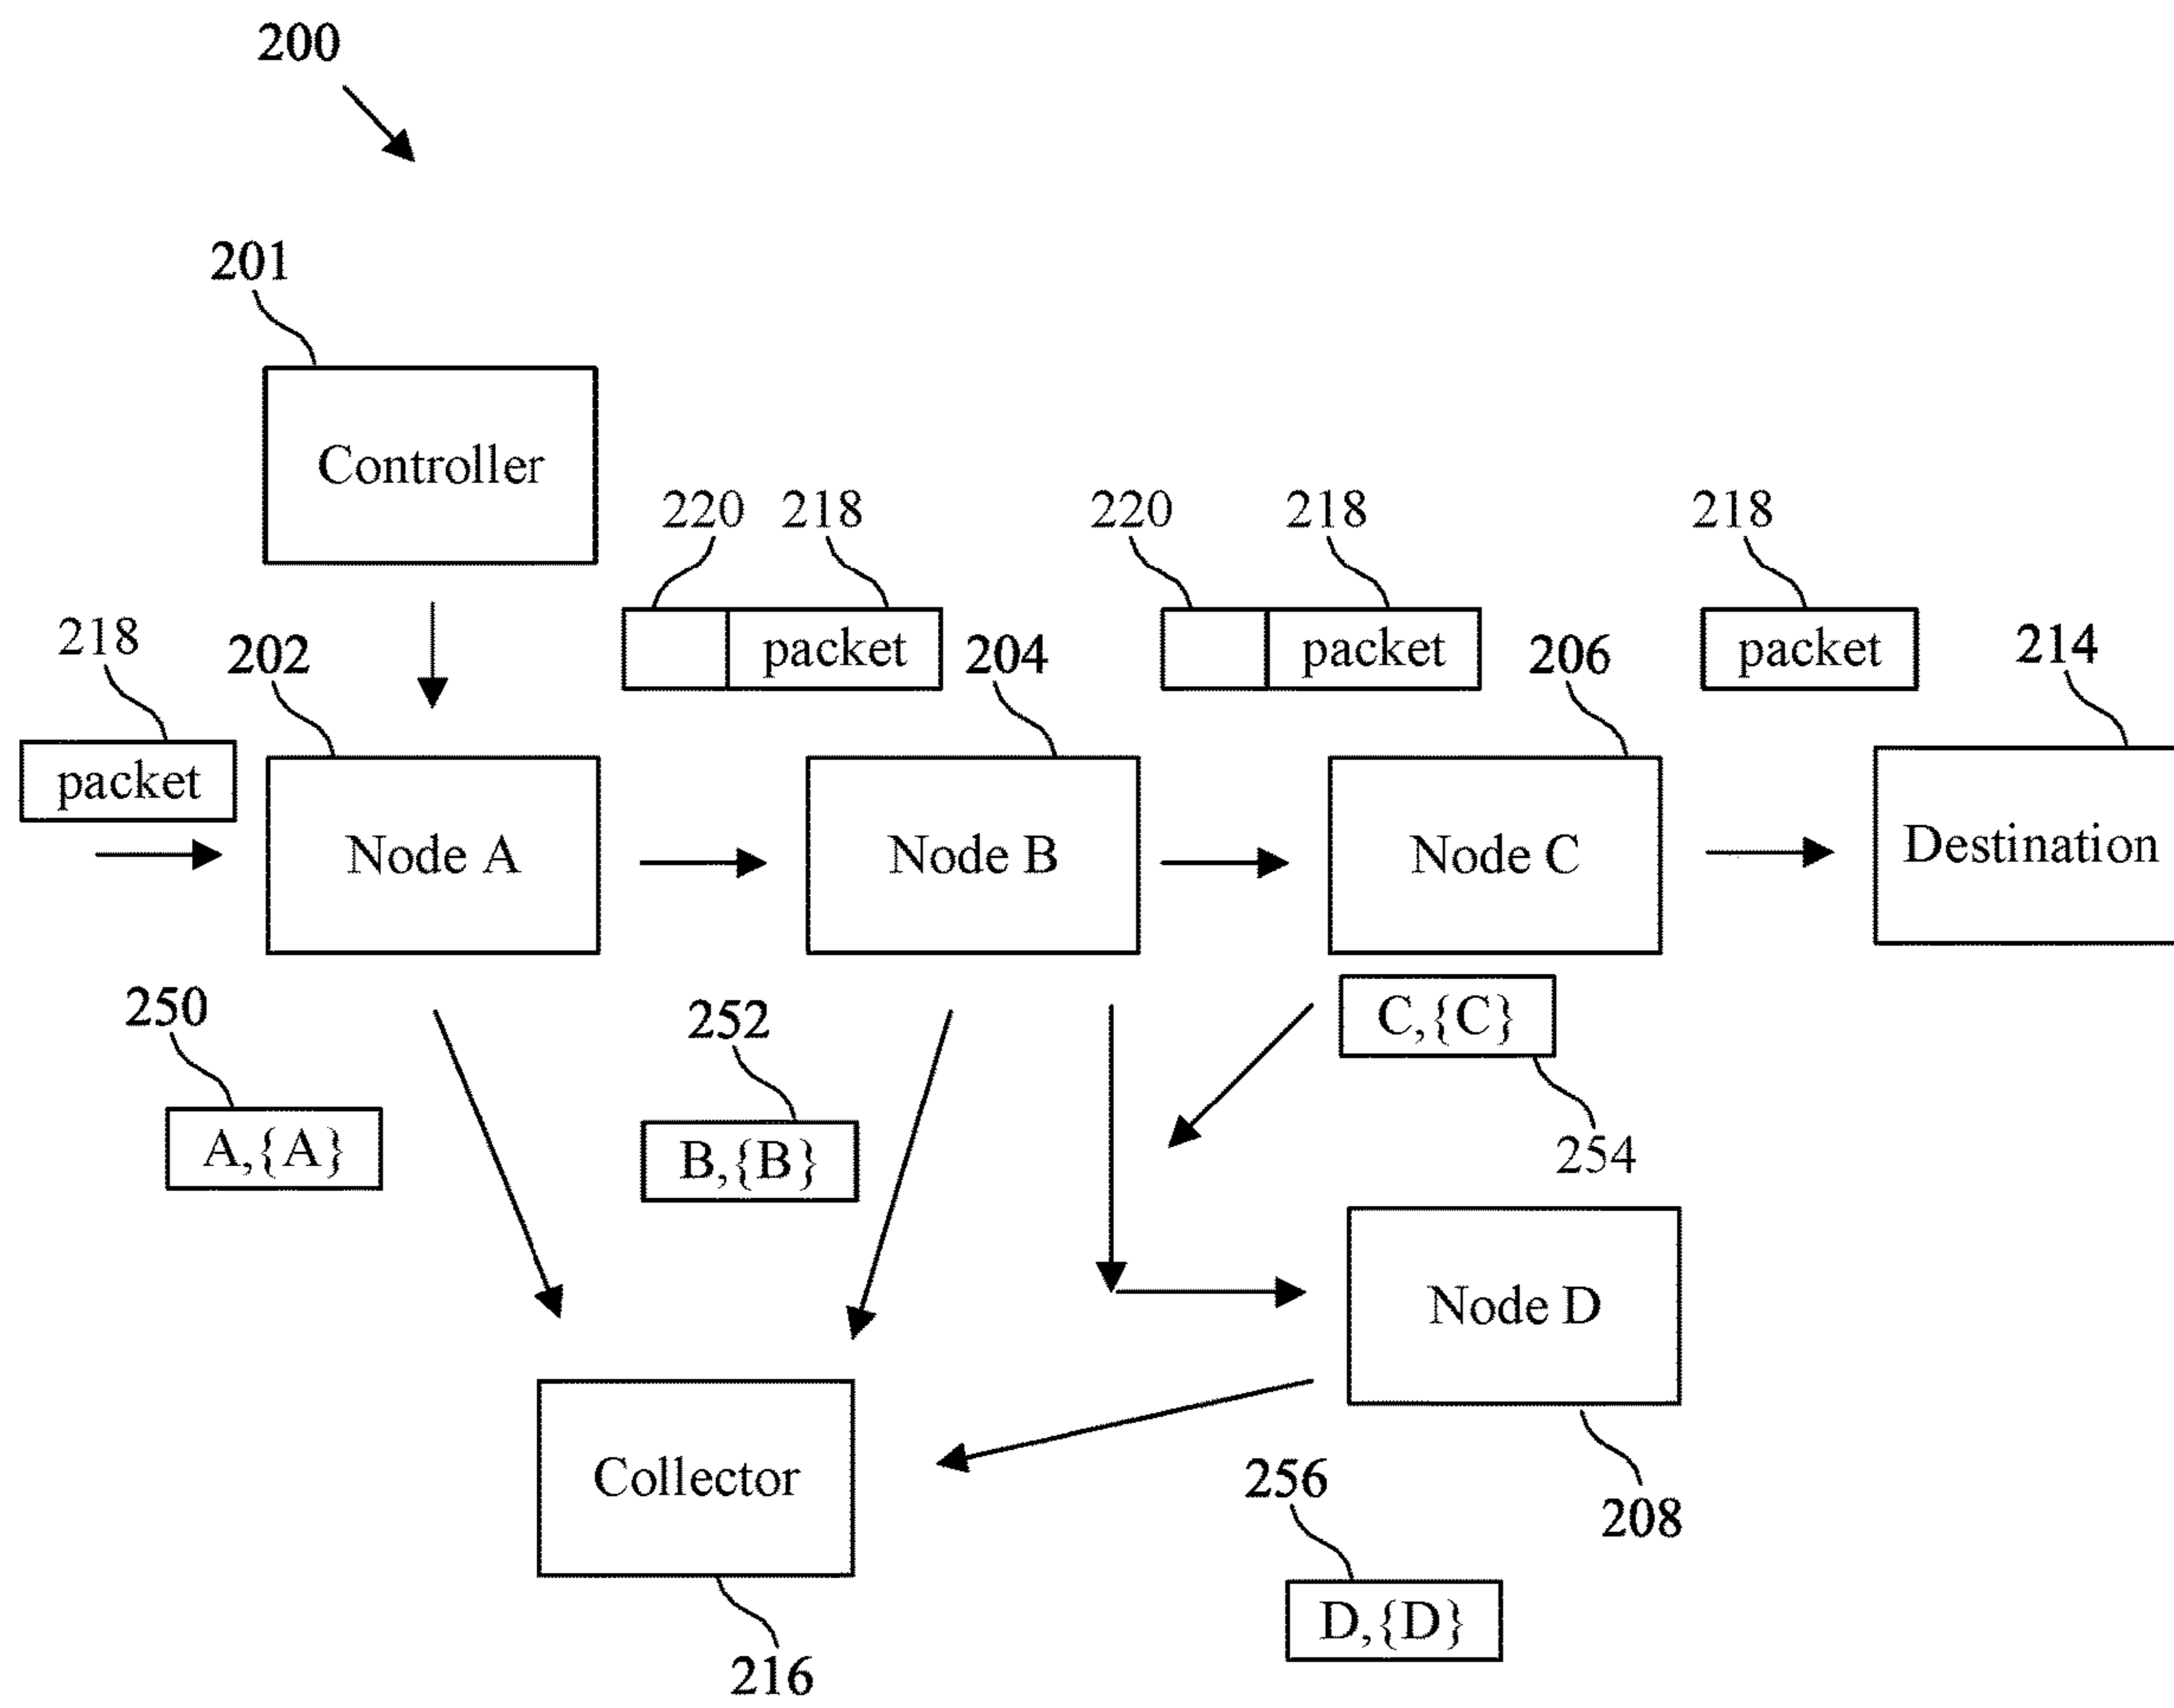 200
201
Controller
220
218
220
218
218
218
202
packet
204
packet
206
packet
214
packet
Node A
Node B
Node C
Destination
250
252
C,{C}
A,{A}
B,{B}
254
Node D
Collector
256
208
D,{D}
216